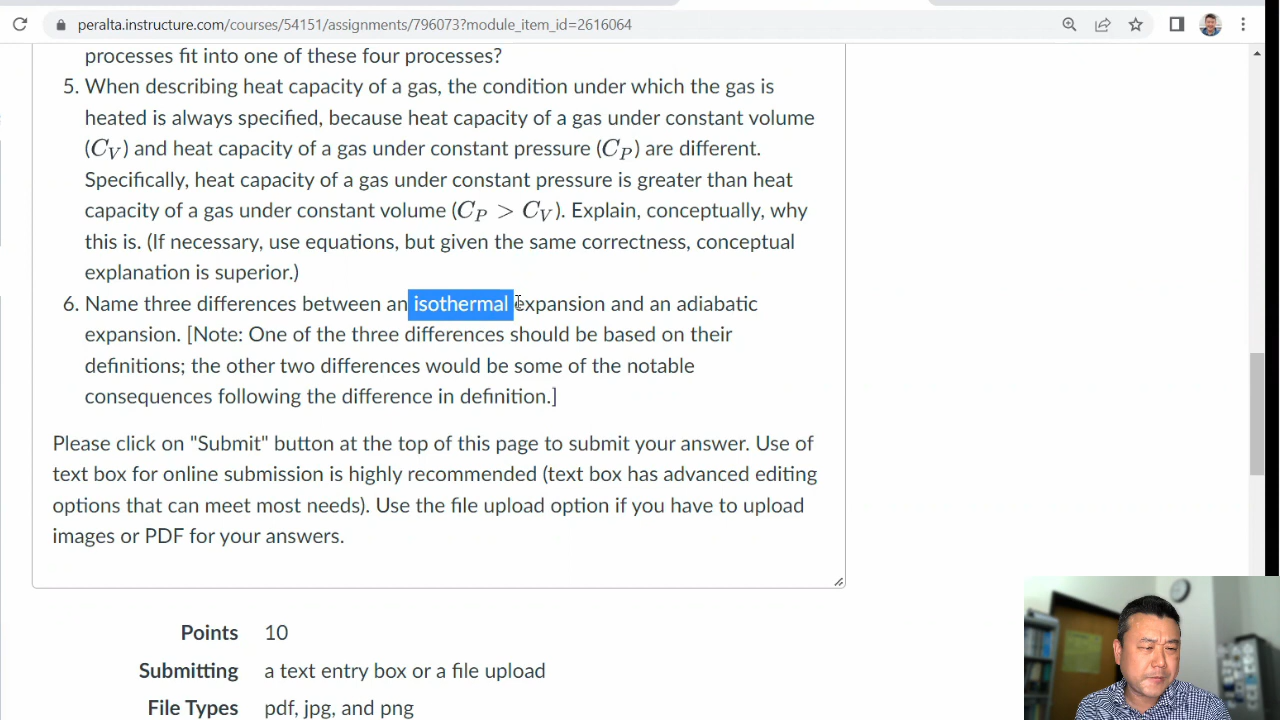 peralta.instructure.com/courses/54151/assignments/796073?module_item_id=2616064
processes fit into one of these four processes?
5. When describing heat capacity of a gas, the condition under which the gas is
heated is always specified, because heat capacity of a gas under constant volume
(C_V) and heat capacity of a gas under constant pressure (C_P) are different.
Specifically, heat capacity of a gas under constant pressure is greater than heat
capacity of a gas under constant volume (C_P > C_V). Explain, conceptually, why
this is. (If necessary, use equations, but given the same correctness, conceptual
explanation is superior.)
6. Name three differences between an isothermal expansion and an adiabatic
expansion. [Note: One of the three differences should be based on their
definitions; the other two differences would be some of the notable
consequences following the difference in definition.]
Please click on "Submit" button at the top of this page to submit your answer. Use of
text box for online submission is highly recommended (text box has advanced editing
options that can meet most needs). Use the file upload option if you have to upload
images or PDF for your answers.
Points 10
Submitting a text entry box or a file upload
File Types pdf, jpg, and png